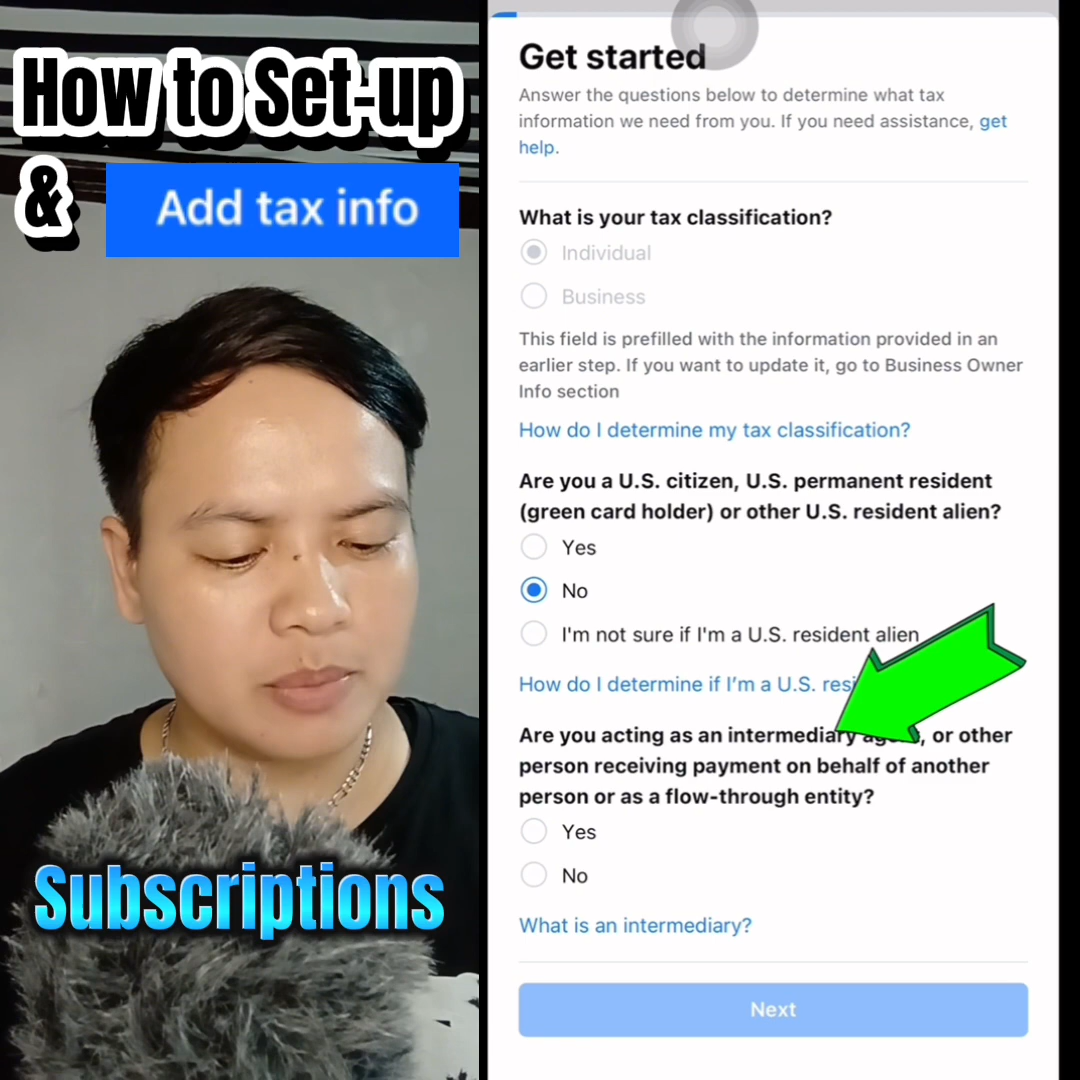 How to Set-up
& Add tax info
Subscriptions
Get started
Answer the questions below to determine what tax
information we need from you. If you need assistance, get
help.
What is your tax classification?
Individual
Business
This field is prefilled with the information provided in an
earlier step. If you want to update it, go to Business Owner
Info section
How do I determine my tax classification?
Are you a U.S. citizen, U.S. permanent resident
(green card holder) or other U.S. resident alien?
Yes
No
I'm not sure if I'm a U.S. resident alien
How do I determine if I’m a U.S.
Are you acting as an intermediary or other
person receiving payment on behalf of another
person or as a flow-through entity?
Yes
No
What is an intermediary?
Next